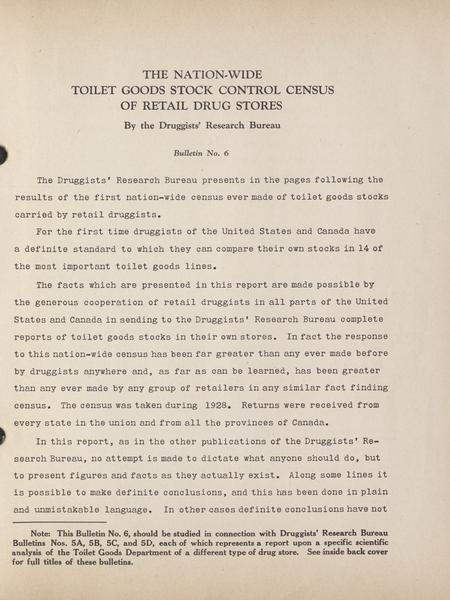 THE NATION-WIDE
TOILET GOODS STOCK CONTROL CENSUS
OF RETAIL DRUG STORES
By the Druggists' Research Bureau
Bulletin No. 6
The Druggists' Research Bureau presents in the pages following the
results of the first nation-wide census ever made of toilet goods stocks
carried by retail druggists.
For the first time druggists of the United States and Canada have
a definite standard to which they can compare their own stocks in 14 of
the most important toilet goods lines.
The facts which are presented in this report are made possible by
the generous cooperation of retail druggists in all parts of the United
States and Canada in sending to the Druggists' Research Bureau complete
reports of toilet goods stocks in their own stores.  In fact the response
to this nation-wide census has been far greater than any ever made before
by druggists anywhere and, as far as can be learned, has been greater
than any ever made by any group of retailers in any similar fact finding
census.  The census was taken during 1928.  Returns were received from
every state in the union and from all the provinces of Canada.
In this report, as in the other publications of the Druggists' Re-
search Bureau, no attempt is made to dictate what anyone should do, but
to present figures and facts as they actually exist.  Along some lines it
is possible to make definite conclusions, and this has been done in plain
and unmistakable language.  In other cases definite conclusions have not
Note: This Bulletin No. 6, should be studied in connection with Druggists' Research Bureau
Bulletins Nos. 5A, 5B, 5C, and 5D, each of which represents a report upon a specific scientific
analysis of the Toilet Goods Department of a different type of drug store. See inside back cover
for full titles of these bulletins.